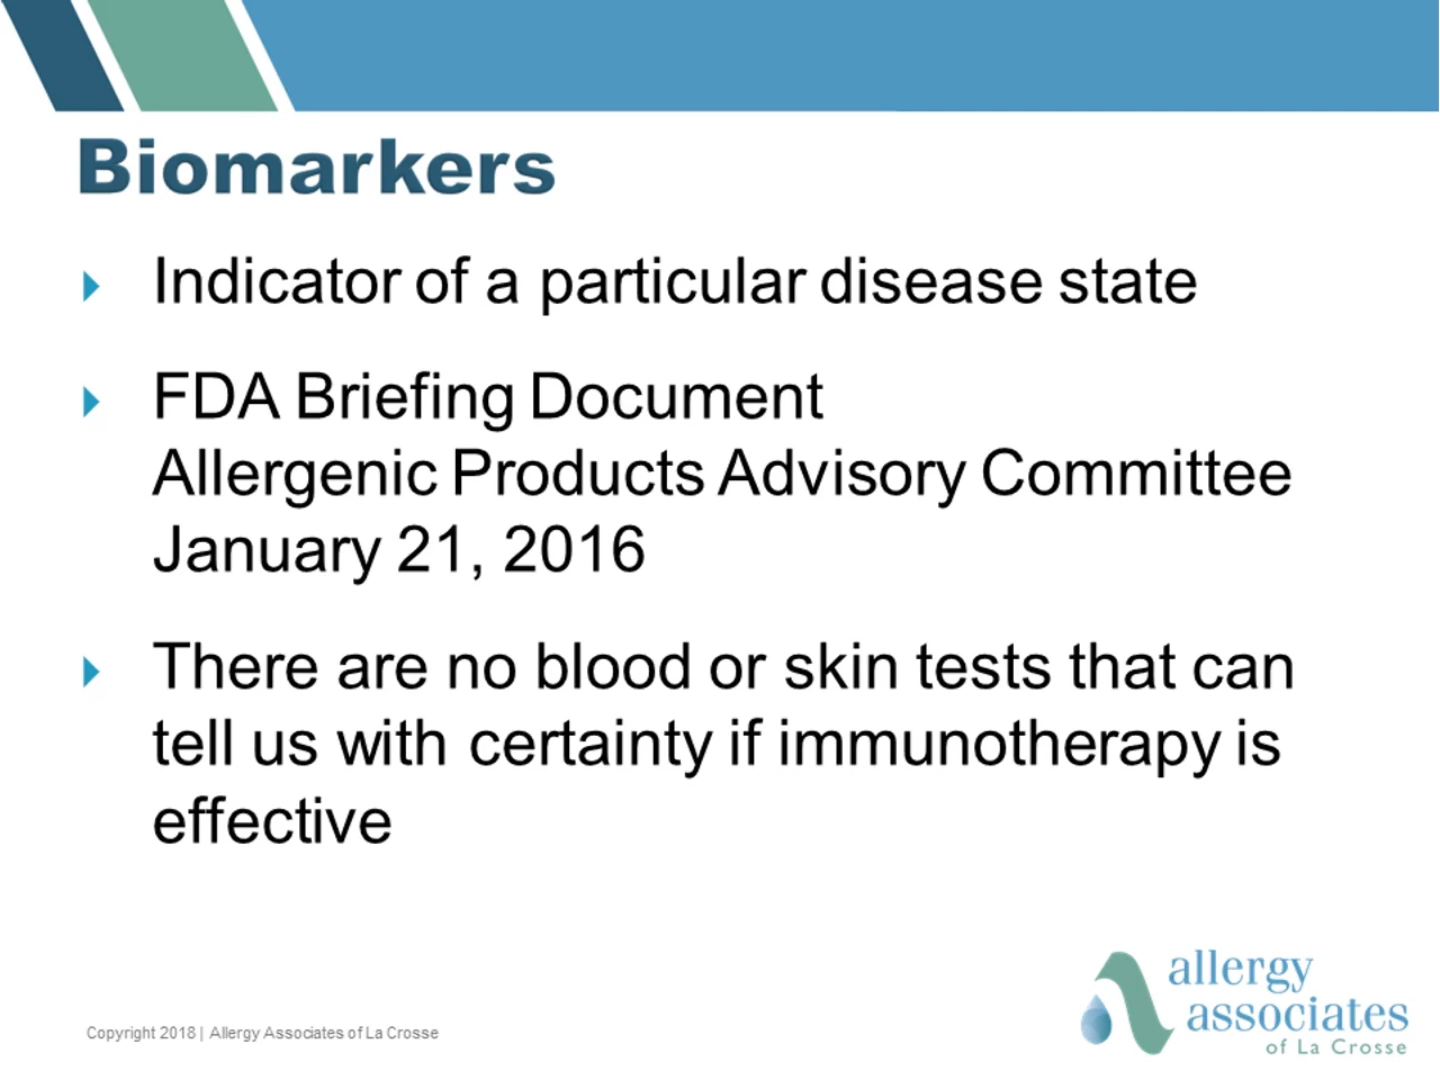 Biomarkers
Indicator of a particular disease state
FDA Briefing Document
Allergenic Products Advisory Committee
January 21, 2016
There are no blood or skin tests that can
tell us with certainty if immunotherapy is
effective
Copyright 2018 | Allergy Associates of La Crosse
allergy
associates
of La Crosse